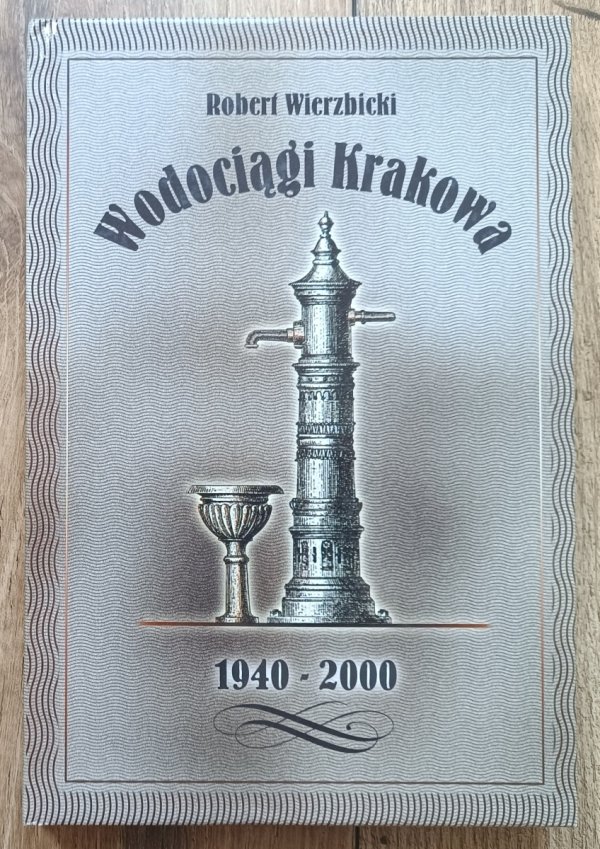 Robert Wierzbicki
Wodociągi Krakowa
1940 - 2000